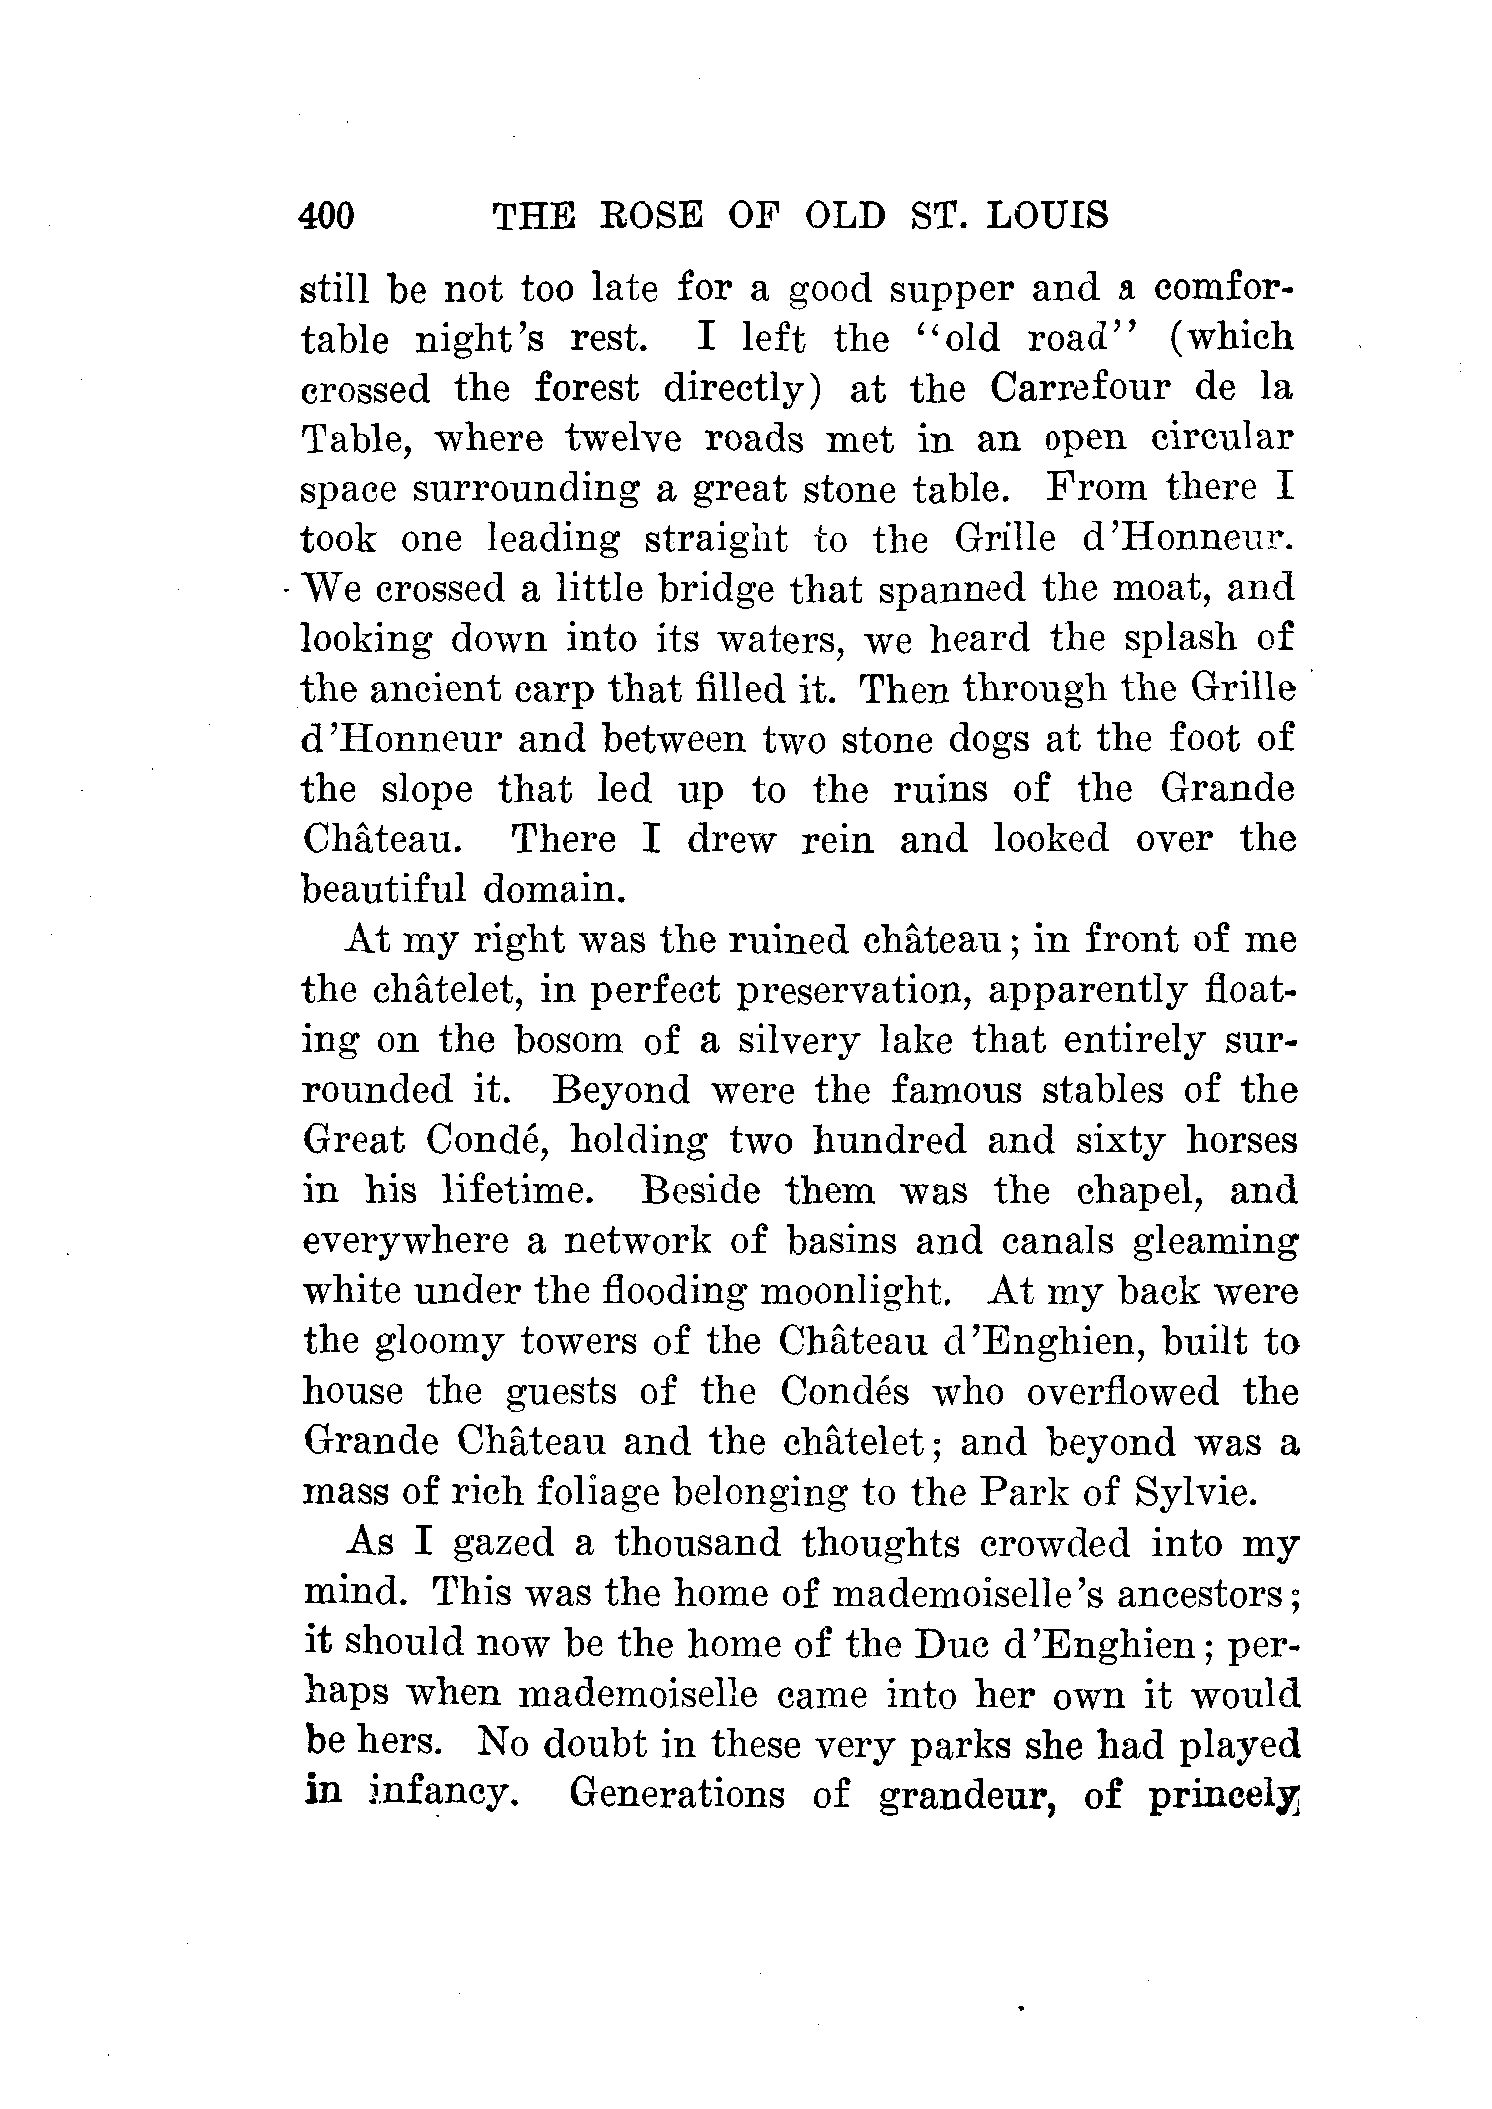 400 THE ROSE OF OLD ST. LOUIS
still be not too late for a good supper and a comfor-
table night's rest. I left the "old road" (which
crossed the forest directly) at the Carrefour de la
Table, where twelve roads met in an open circular
space surrounding a great stone table. From there I
took one leading straight to the Grille d'Honneur.
We crossed a little bridge that spanned the moat, and
looking down into its waters, we heard the splash of
the ancient carp that filled it. Then through the Grille
d'Honneur and between two stone dogs at the foot of
the slope that led up to the ruins of the Grande
Château. There I drew rein and looked over the
beautiful domain.
At my right was the ruined château; in front of me
the châtelet, in perfect preservation, apparently float-
ing on the bosom of a silvery lake that entirely sur-
rounded it. Beyond were the famous stables of the
Great Condé, holding two hundred and sixty horses
in his lifetime. Beside them was the chapel, and
everywhere a network of basins and canals gleaming
white under the flooding moonlight. At my back were
the gloomy towers of the Château d'Enghien, built to
house the guests of the Condés who overflowed the
Grande Château and the châtelet; and beyond was a
mass of rich foliage belonging to the Park of Sylvie.
As I gazed a thousand thoughts crowded into my
mind. This was the home of mademoiselle's ancestors;
it should now be the home of the Duc d'Enghien; per-
haps when mademoiselle came into her own it would
be hers. No doubt in these very parks she had played
in infancy. Generations of grandeur, of princely